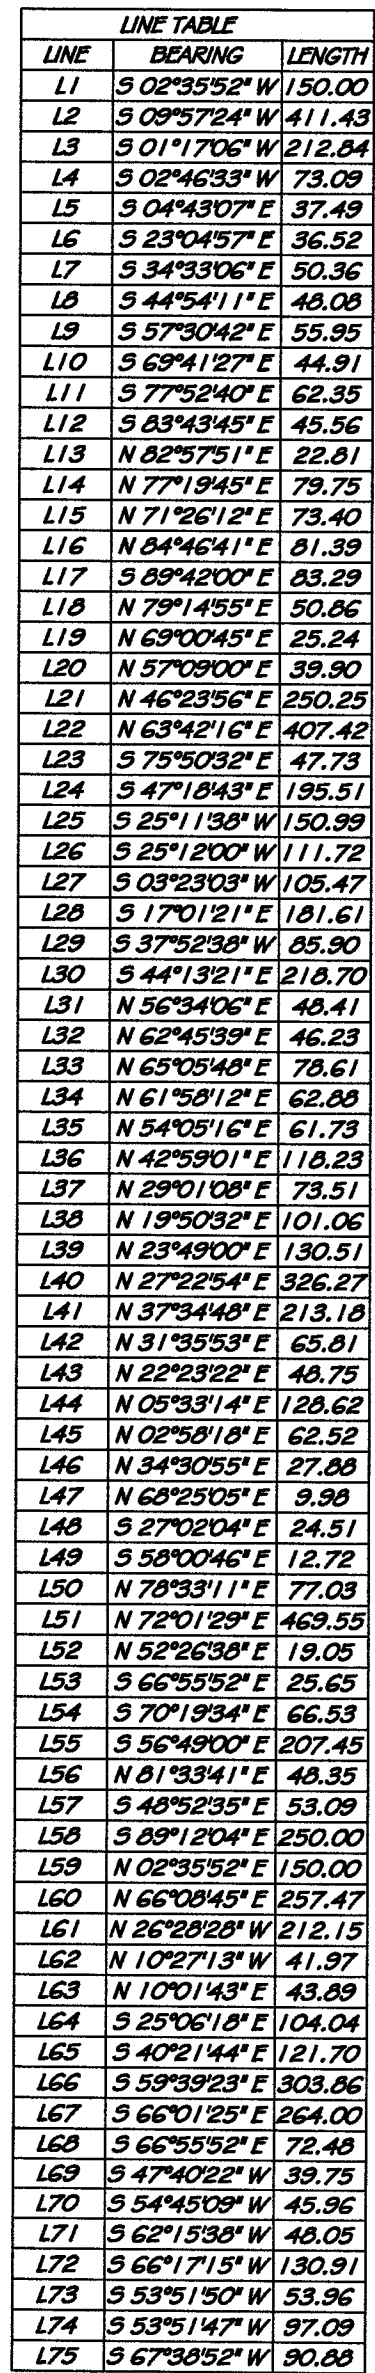 LINE TABLE
LINE BEARING LENGTH
L1 S 02°35'52" W 150.00
L2 S 09°57'24" W 411.43
L3 S 01°17'06" W 212.84
L4 S 02°46'33" W 73.09
L5 S 04°43'07" E 37.49
L6 S 23°04'57" E 36.52
L7 S 34°33'06" E 50.36
L8 S 44°54'11" E 48.08
L9 S 57°30'42" E 55.95
L10 S 69°41'27" E 44.91
L11 S 77°52'40" E 62.35
L12 S 83°43'45" E 45.56
L13 N 82°57'51" E 22.81
L14 N 77°19'45" E 79.75
L15 N 71°26'12" E 73.40
L16 N 84°46'41" E 81.39
L17 S 89°42'00" E 83.29
L18 N 79°14'55" E 50.86
L19 N 69°00'45" E 25.24
L20 N 57°09'00" E 39.90
L21 N 46°23'56" E 250.25
L22 N 63°42'16" E 407.42
L23 S 75°50'32" E 47.73
L24 S 47°18'43" E 195.51
L25 S 25°11'38" W 150.99
L26 S 25°12'00" W 111.72
L27 S 03°23'03" W 105.47
L28 S 17°01'21" E 181.61
L29 S 37°52'38" W 85.90
L30 S 44°13'21" E 218.70
L31 N 56°34'06" E 48.41
L32 N 62°45'39" E 46.23
L33 N 65°05'48" E 78.61
L34 N 61°58'12" E 62.88
L35 N 54°05'16" E 61.73
L36 N 42°59'01" E 118.23
L37 N 29°01'08" E 73.51
L38 N 19°50'32" E 101.06
L39 N 23°49'00" E 130.51
L40 N 27°22'54" E 326.27
L41 N 37°34'48" E 213.18
L42 N 31°35'53" E 65.81
L43 N 22°23'22" E 48.75
L44 N 05°33'14" E 128.62
L45 N 02°58'18" E 62.52
L46 N 34°30'55" E 27.88
L47 N 68°25'05" E 9.98
L48 S 27°02'04" E 24.51
L49 S 58°00'46" E 12.72
L50 N 78°33'11" E 77.03
L51 N 72°01'29" E 469.55
L52 N 52°26'38" E 19.05
L53 S 66°55'52" E 25.65
L54 S 70°19'34" E 66.53
L55 S 56°49'00" E 207.45
L56 N 81°33'41" E 48.35
L57 S 48°52'35" E 53.09
L58 S 89°12'04" E 250.00
L59 N 02°35'52" E 150.00
L60 N 66°08'45" E 257.47
L61 N 26°28'28" W 212.15
L62 N 10°27'13" W 41.97
L63 N 10°01'43" E 43.89
L64 S 25°06'18" E 104.04
L65 S 40°21'44" E 121.70
L66 S 59°39'23" E 303.86
L67 S 66°01'25" E 264.00
L68 S 66°55'52" E 72.48
L69 S 47°40'22" W 39.75
L70 S 54°45'09" W 45.96
L71 S 62°15'38" W 48.05
L72 S 66°17'15" W 130.91
L73 S 53°51'50" W 53.96
L74 S 53°51'47" W 97.09
L75 S 67°38'52" W 90.88